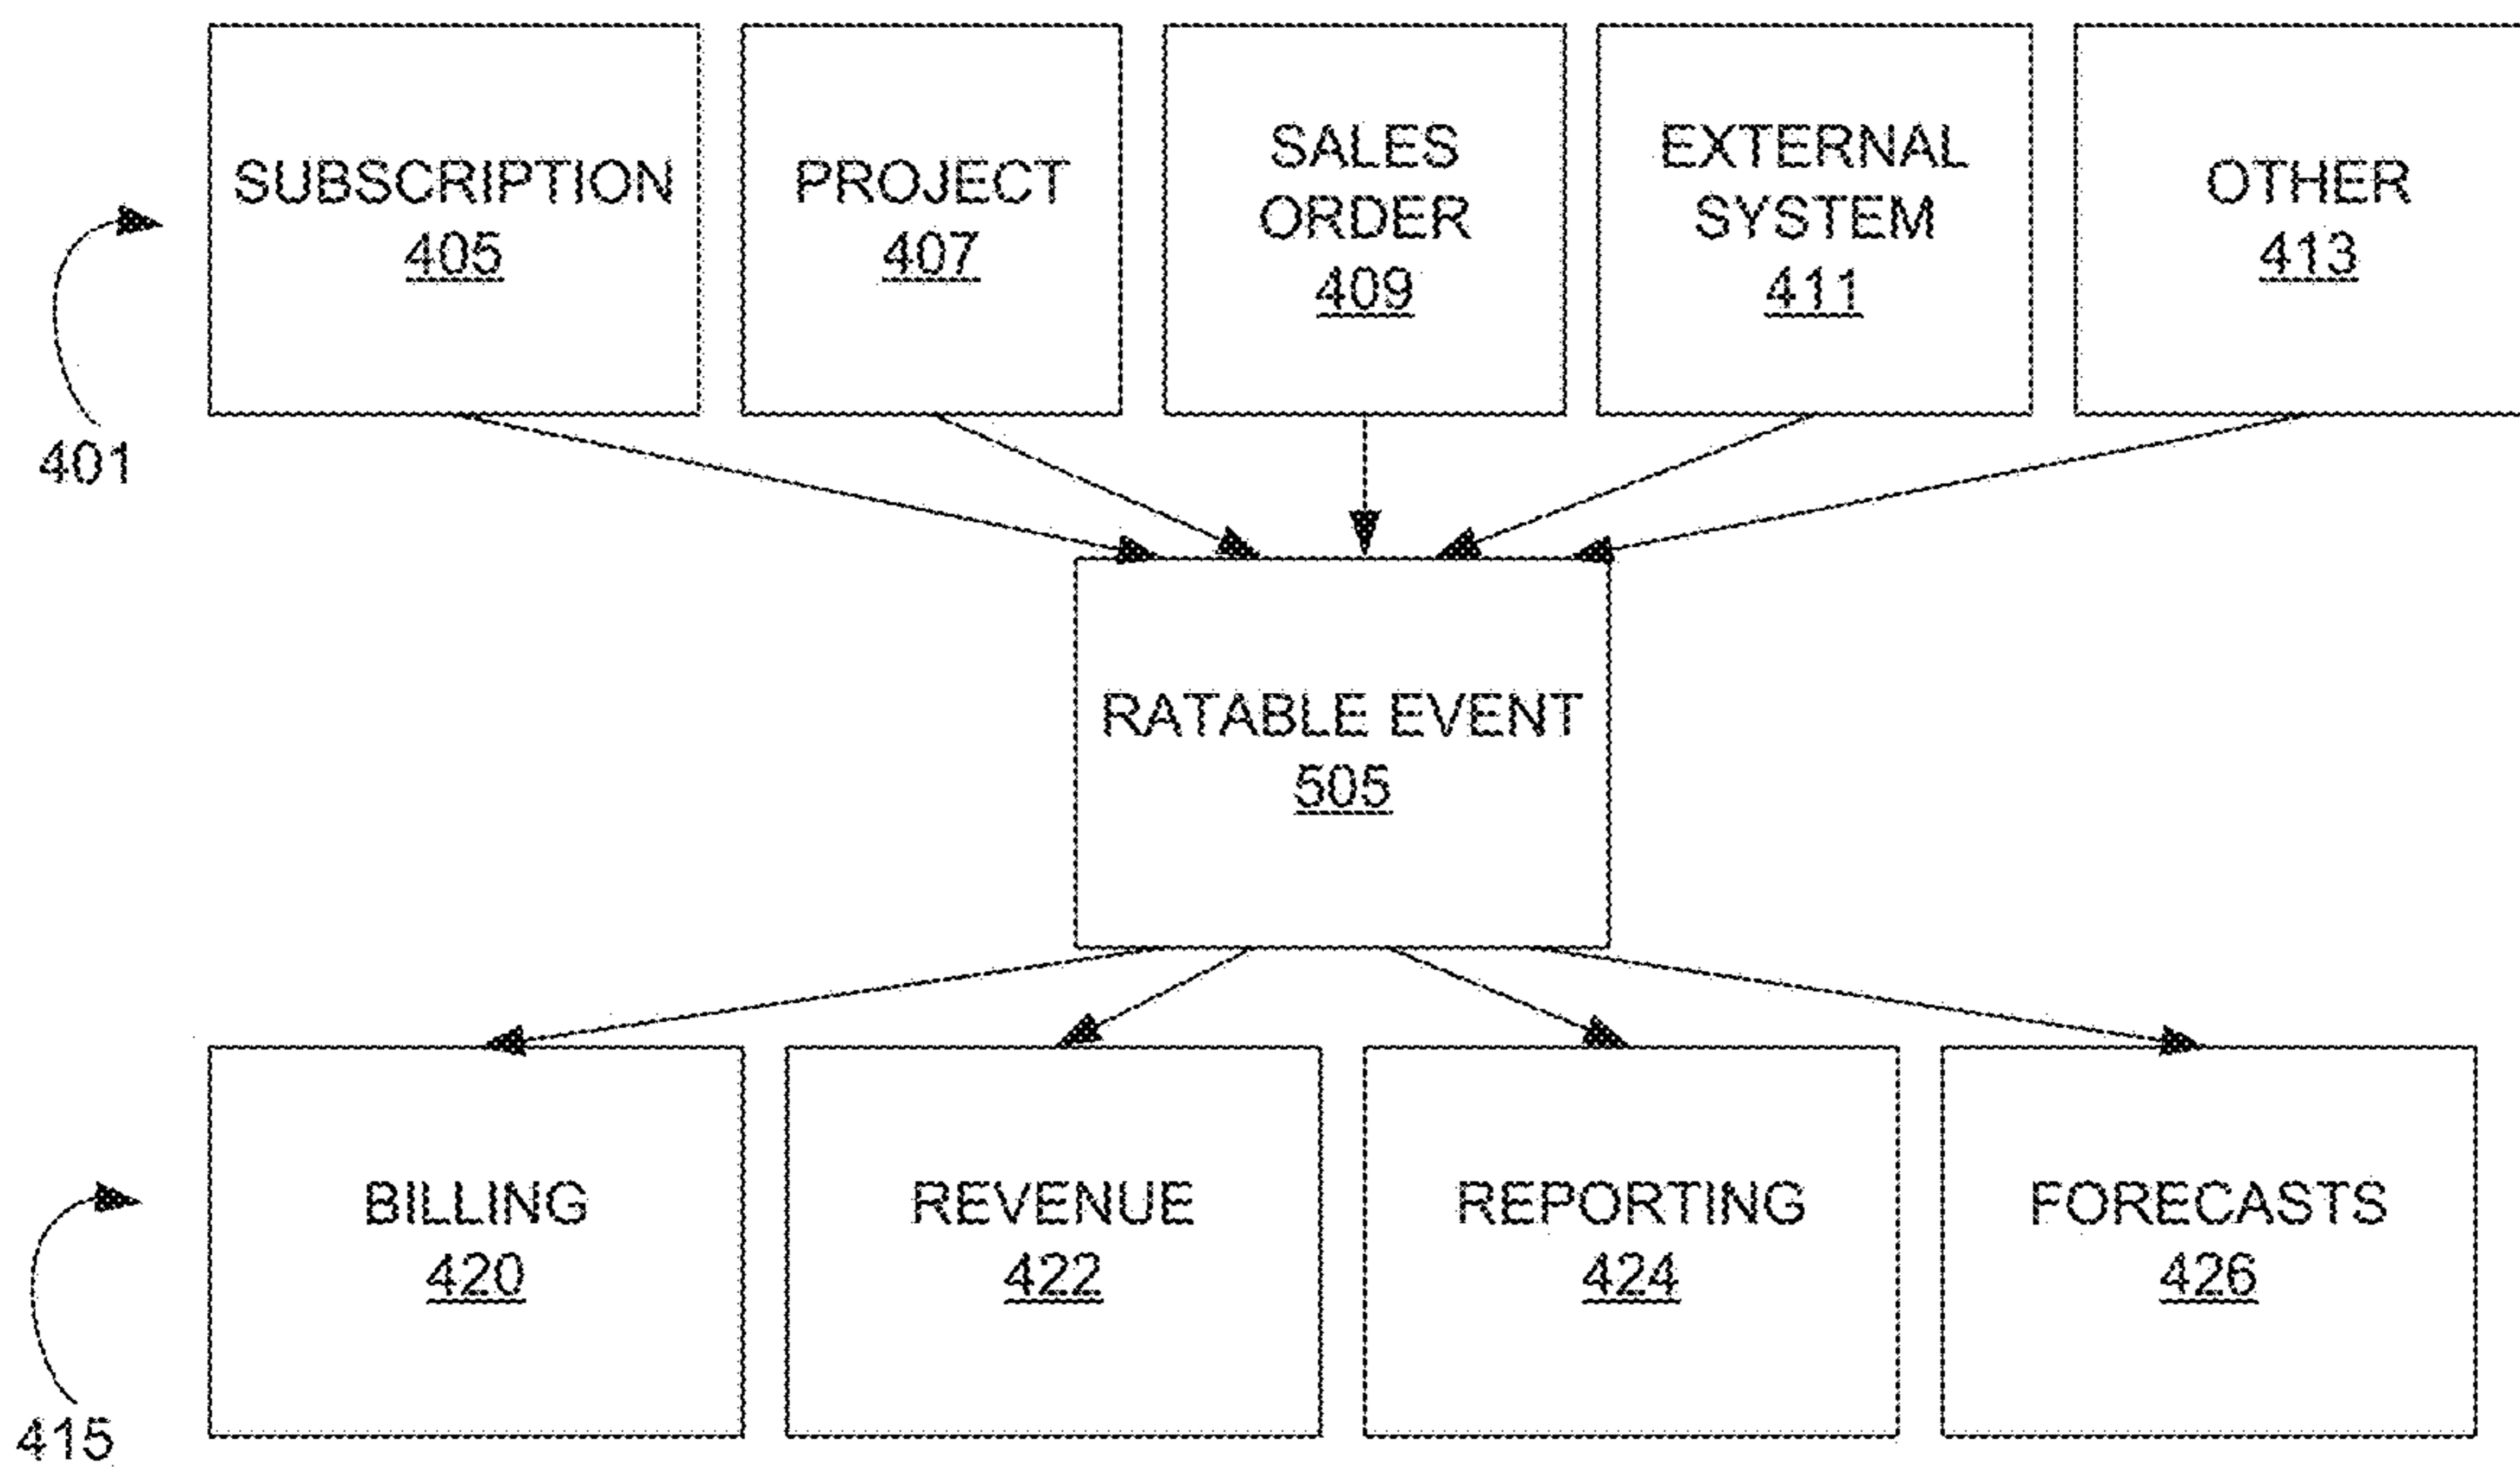 SUBSCRIPTION
405
PROJECT
407
SALES
ORDER
409
EXTERNAL
SYSTEM
411
OTHER
413
401
RATABLE EVENT
505
BILLING
420
REVENUE
422
REPORTING
424
FORECASTS
426
415